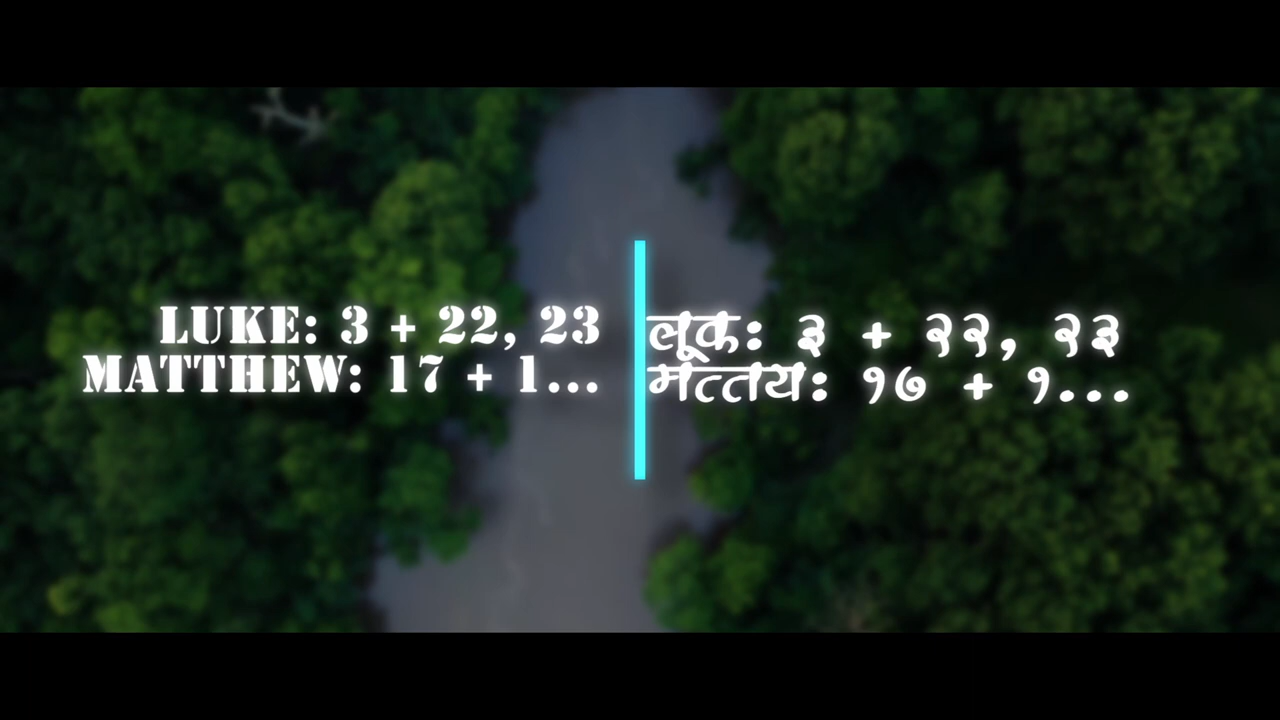 LUKE: 3 + 22, 23
MATTHEW: 17 + 1...
लूक: ३ + २२, २३
मत्तय: १७ + १...